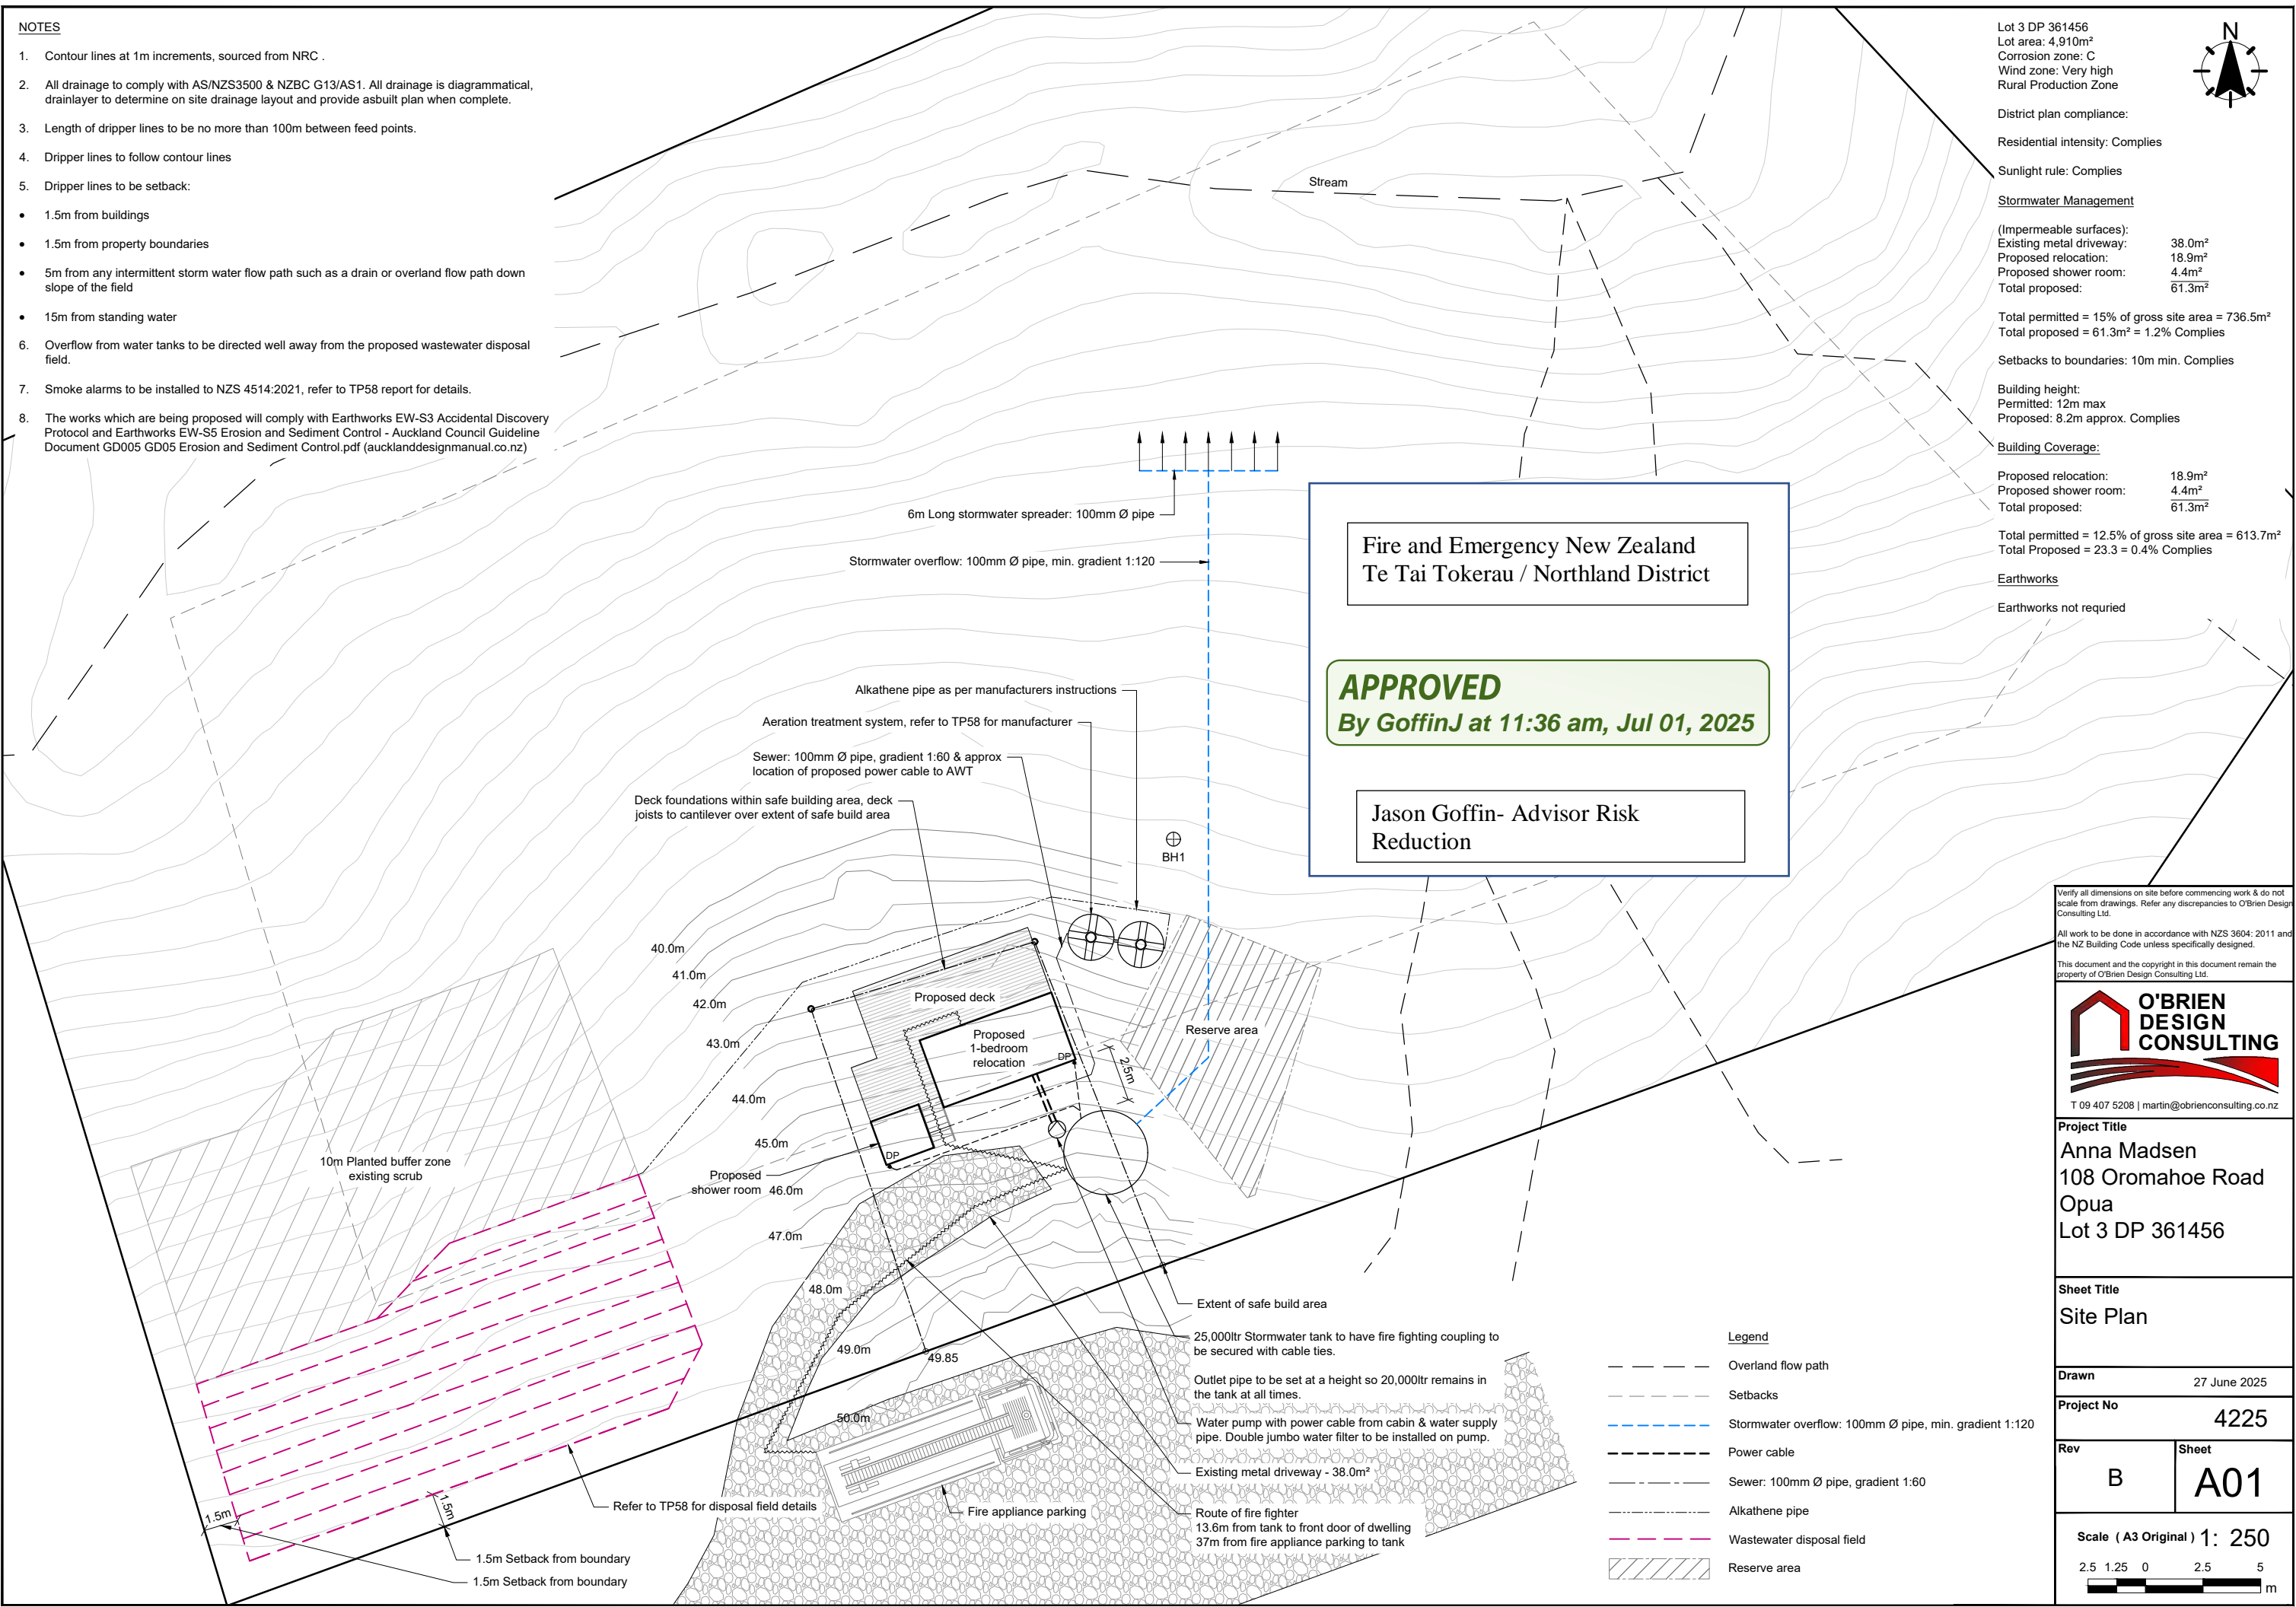 NOTES
1. Contour lines at 1m increments, sourced from NRC .
2. All drainage to comply with AS/NZS3500 & NZBC G13/AS1. All drainage is diagrammatical,
drainlayer to determine on site drainage layout and provide asbuilt plan when complete.
3. Length of dripper lines to be no more than 100m between feed points.
4. Dripper lines to follow contour lines
5. Dripper lines to be setback:
• 1.5m from buildings
• 1.5m from property boundaries
• 5m from any intermittent storm water flow path such as a drain or overland flow path down
slope of the field
• 15m from standing water
6. Overflow from water tanks to be directed well away from the proposed wastewater disposal
field.
7. Smoke alarms to be installed to NZS 4514:2021, refer to TP58 report for details.
8. The works which are being proposed will comply with Earthworks EW-S3 Accidental Discovery
Protocol and Earthworks EW-S5 Erosion and Sediment Control - Auckland Council Guideline
Document GD005 GD05 Erosion and Sediment Control.pdf (aucklanddesignmanual.co.nz)
Stream
Lot 3 DP 361456
Lot area: 4,910m²
Corrosion zone: C
Wind zone: Very high
Rural Production Zone
N
District plan compliance:
Residential intensity: Complies
Sunlight rule: Complies
Stormwater Management
(Impermeable surfaces):
Existing metal driveway: 38.0m²
Proposed relocation: 18.9m²
Proposed shower room: 4.4m²
Total proposed: 61.3m²
Total permitted = 15% of gross site area = 736.5m²
Total proposed = 61.3m² = 1.2% Complies
Setbacks to boundaries: 10m min. Complies
Building height:
Permitted: 12m max
Proposed: 8.2m approx. Complies
Building Coverage:
Proposed relocation: 18.9m²
Proposed shower room: 4.4m²
Total proposed: 61.3m²
Total permitted = 12.5% of gross site area = 613.7m²
Total Proposed = 23.3 = 0.4% Complies
Earthworks
Earthworks not requried
6m Long stormwater spreader: 100mm Ø pipe
Stormwater overflow: 100mm Ø pipe, min. gradient 1:120
Fire and Emergency New Zealand
Te Tai Tokerau / Northland District
APPROVED
By GoffinJ at 11:36 am, Jul 01, 2025
Jason Goffin- Advisor Risk
Reduction
Alkathene pipe as per manufacturers instructions
Aeration treatment system, refer to TP58 for manufacturer
Sewer: 100mm Ø pipe, gradient 1:60 & approx
location of proposed power cable to AWT
Deck foundations within safe building area, deck
joists to cantilever over extent of safe build area
BH1
40.0m
41.0m
42.0m
43.0m
44.0m
45.0m
46.0m
47.0m
48.0m
49.0m
49.85
50.0m
Proposed deck
Proposed
1-bedroom
relocation
DP
2.5m
Reserve area
DP
Proposed
shower room
10m Planted buffer zone
existing scrub
Extent of safe build area
25,000ltr Stormwater tank to have fire fighting coupling to
be secured with cable ties.
Outlet pipe to be set at a height so 20,000ltr remains in
the tank at all times.
Water pump with power cable from cabin & water supply
pipe. Double jumbo water filter to be installed on pump.
Existing metal driveway - 38.0m²
Route of fire fighter
13.6m from tank to front door of dwelling
37m from fire appliance parking to tank
Fire appliance parking
Refer to TP58 for disposal field details
1.5m
1.5m
1.5m Setback from boundary
1.5m Setback from boundary
Legend
Overland flow path
Setbacks
Stormwater overflow: 100mm Ø pipe, min. gradient 1:120
Power cable
Sewer: 100mm Ø pipe, gradient 1:60
Alkathene pipe
Wastewater disposal field
Reserve area
Verify all dimensions on site before commencing work & do not
scale from drawings. Refer any discrepancies to O'Brien Design
Consulting Ltd.
All work to be done in accordance with NZS 3604: 2011 and
the NZ Building Code unless specifically designed.
This document and the copyright in this document remain the
property of O'Brien Design Consulting Ltd.
O'BRIEN
DESIGN
CONSULTING
T 09 407 5208 | martin@obrienconsulting.co.nz
Project Title
Anna Madsen
108 Oromahoe Road
Opua
Lot 3 DP 361456
Sheet Title
Site Plan
Drawn 27 June 2025
Project No 4225
Rev B
Sheet A01
Scale ( A3 Original ) 1: 250
2.5 1.25 0 2.5 5
m